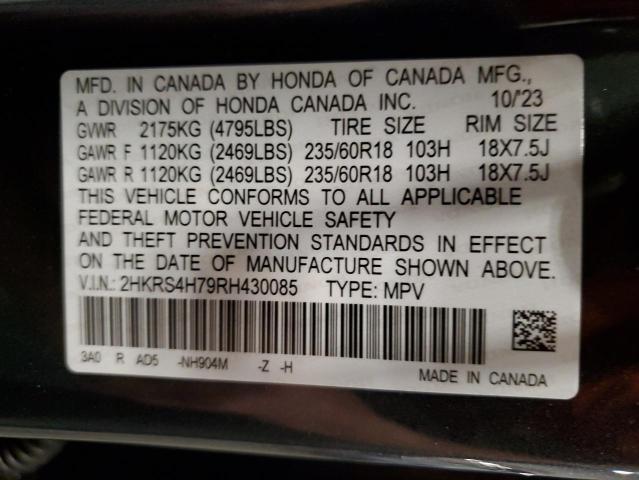 MFD. IN CANADA BY HONDA OF CANADA MFG.,
A DIVISION OF HONDA CANADA INC. 10/23
GVWR 2175KG (4795LBS) TIRE SIZE RIM SIZE
GAWR F 1120KG (2469LBS) 235/60R18 103H 18X7.5J
GAWR R 1120KG (2469LBS) 235/60R18 103H 18X7.5J
THIS VEHICLE CONFORMS TO ALL APPLICABLE
FEDERAL MOTOR VEHICLE SAFETY
AND THEFT PREVENTION STANDARDS IN EFFECT
ON THE DATE OF MANUFACTURE SHOWN ABOVE.
V.I.N.: 2HKRS4H79RH430085 TYPE: MPV
3A0 R AD5 -NH904M -Z -H
MADE IN CANADA